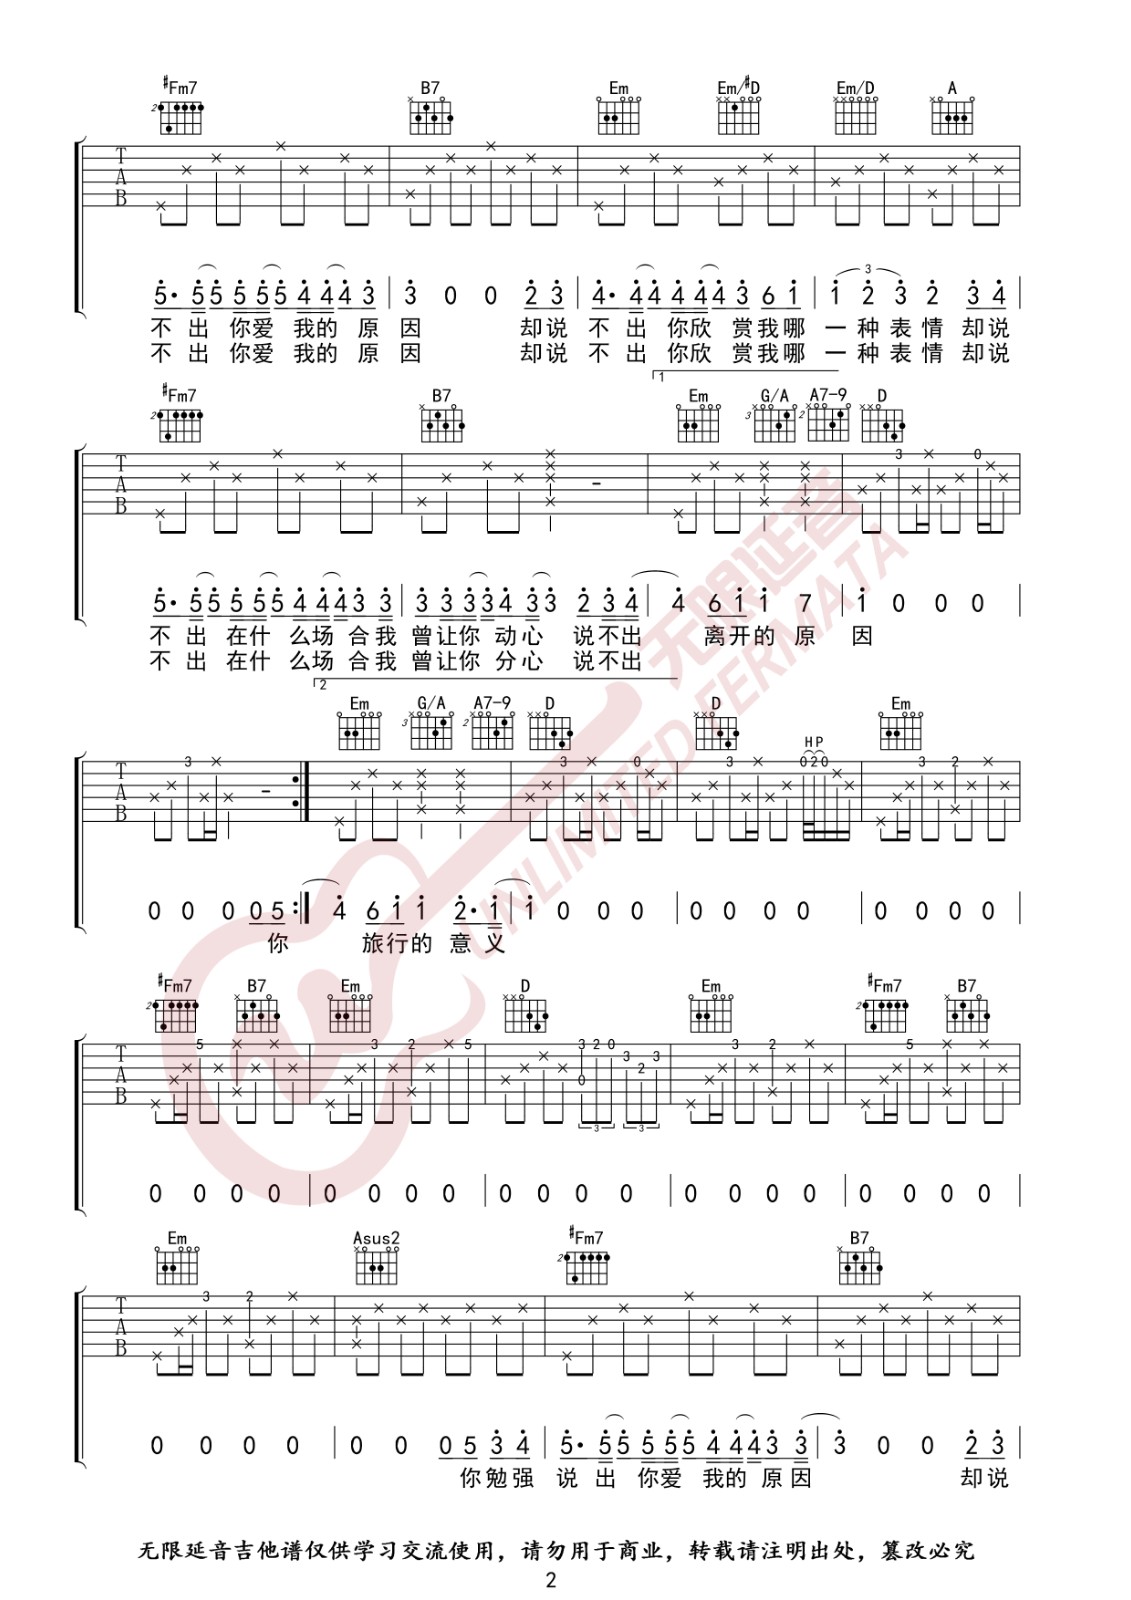 #Fm7 B7 Em Em/#D Em/D A
5· 5 5 5 5 5 4 4 4 3 3 0 0 2 3 4· 4 4 4 4 4 3 6 1 1 2 3 2 3 4
不 出 你爱 我的 原 因 却说 不 出 你欣 赏我哪 一 种 表 情 却说
不 出 你爱 我的 原 因 却说 不 出 你欣 赏我哪 一 种 表 情 却说
#Fm7 B7 1 Em G/A A7-9 D
5· 5 5 5 5 5 4 4 4 3 3 3 3 3 3 4 3 3 2 3 4 4 6 1 1 7 1 0 0 0
不 出 在什 么场 合我 曾让你 动心 说不出 离开的 原 因
不 出 在什 么场 合我 曾让你 分心 说不出
2 Em G/A A7-9 D D Em
H P
0 0 0 0 5 4 6 1 1 2· 1 1 0 0 0 0 0 0 0 0 0 0 0
你 旅行的 意 义
#Fm7 B7 Em D Em #Fm7 B7
0 0 0 0 0 0 0 0 0 0 0 0 0 0 0 0 0 0 0 0
Em Asus2 #Fm7 B7
0 0 0 0 0 0 0 5 3 4 5· 5 5 5 5 5 4 4 4 3 3 3 0 0 2 3
你勉强 说 出 你爱 我的 原因 却说
无限延音
UNLIMITED FERMATA
无限延音吉他谱仅供学习交流使用，请勿用于商业，转载请注明出处，篡改必究
2